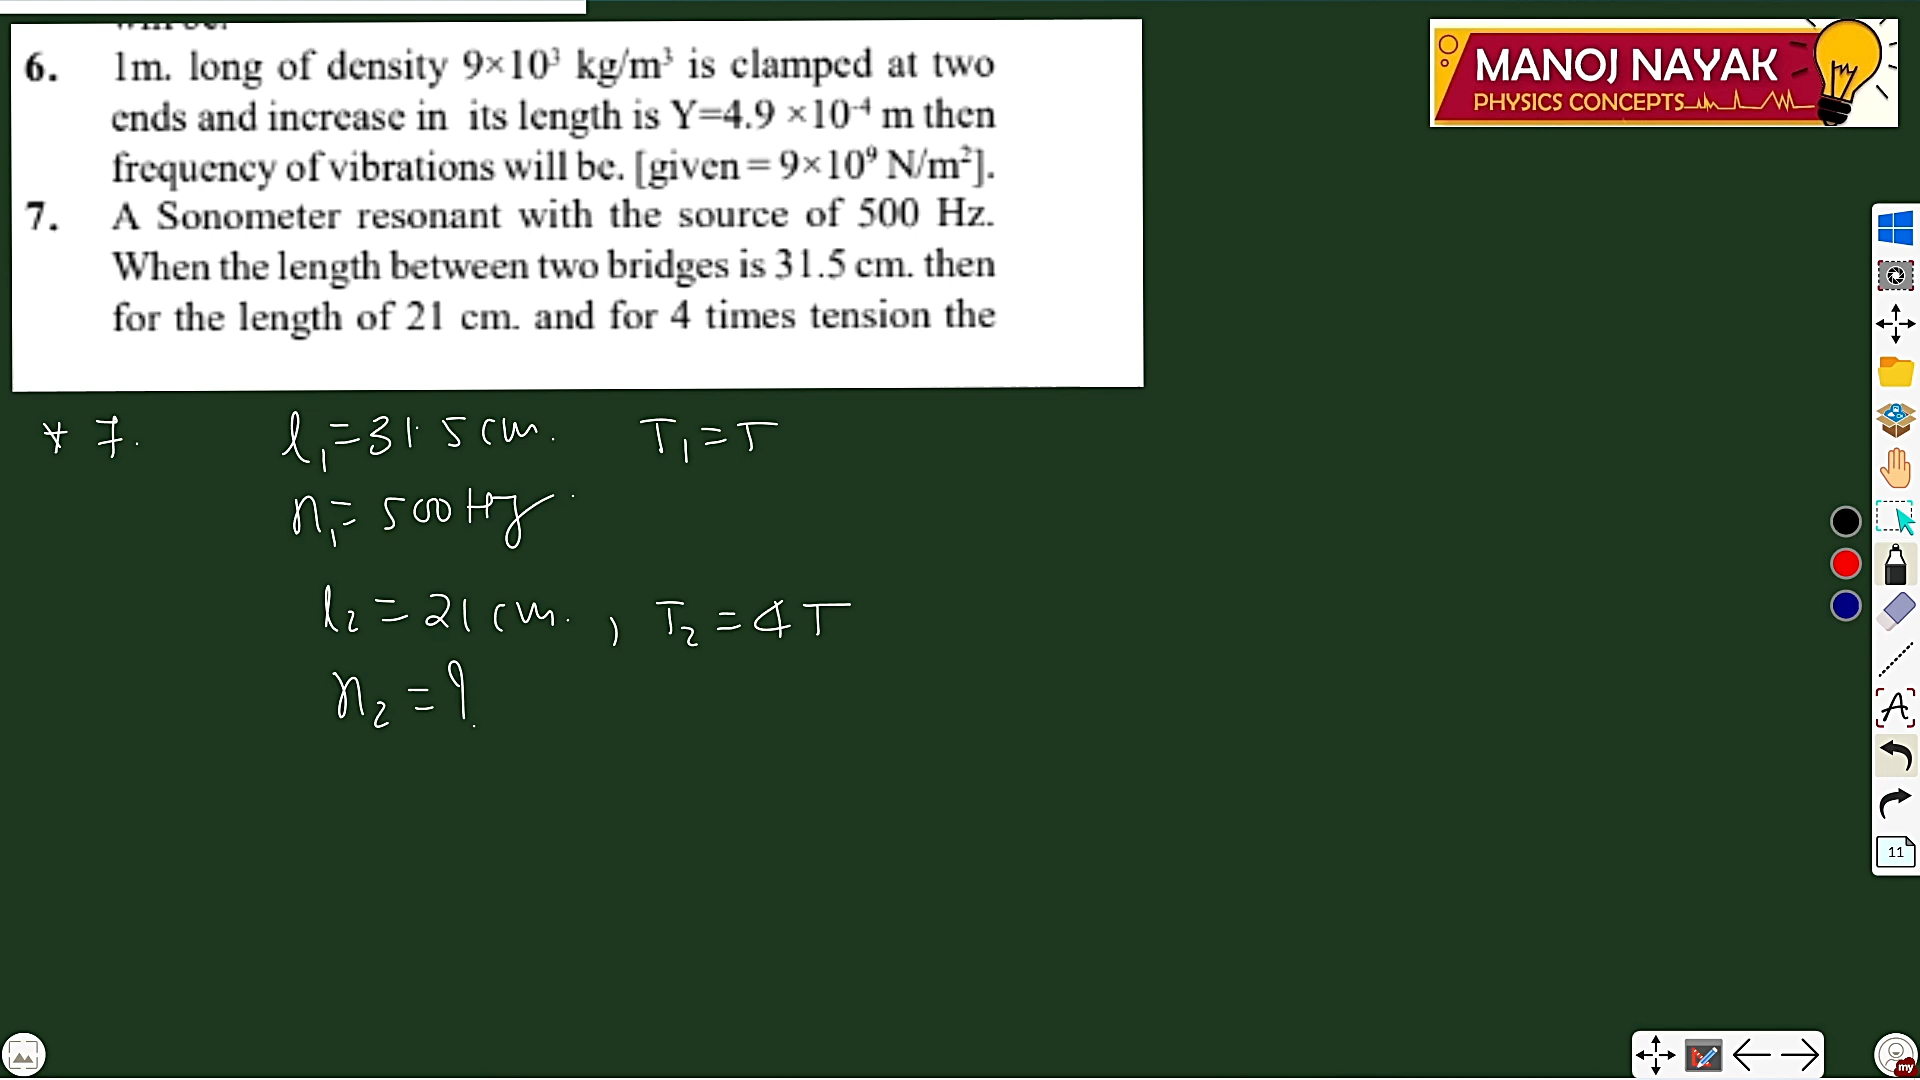 6. 1m. long of density 9×10³ kg/m³ is clamped at two
ends and increase in its length is Y=4.9 ×10⁻⁴ m then
frequency of vibrations will be. [given = 9×10⁹ N/m²].
7. A Sonometer resonant with the source of 500 Hz.
When the length between two bridges is 31.5 cm. then
for the length of 21 cm. and for 4 times tension the
MANOJ NAYAK
PHYSICS CONCEPTS
* 7. l₁=31.5 cm. T₁=T
n₁= 500Hz
l₂=21 cm. , T₂=4T
n₂=?
11
my